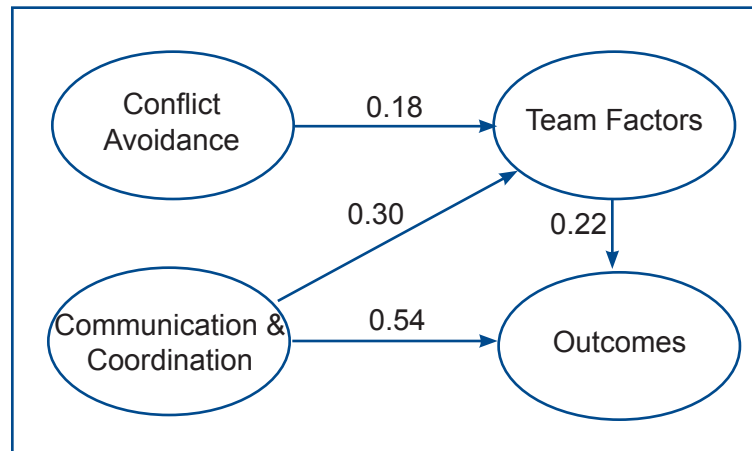 Conflict
Avoidance
0.18
Team Factors
0.30
0.22
Communication &
Coordination
0.54
Outcomes